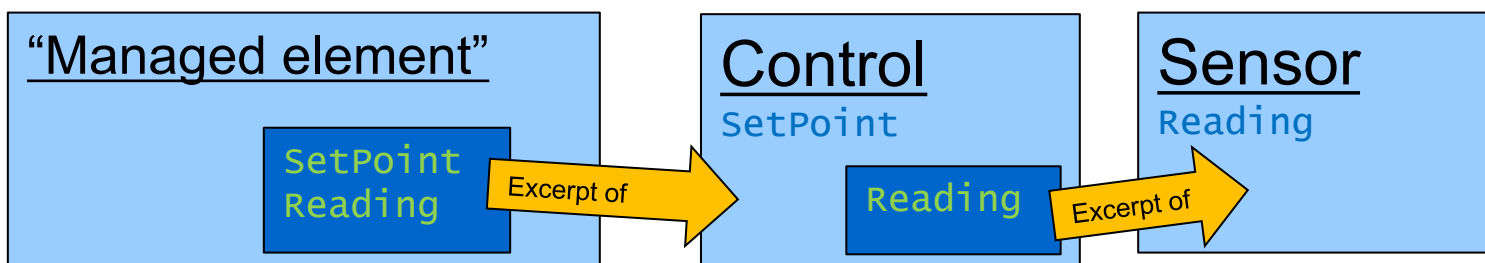 “Managed element”
SetPoint
Reading
Excerpt of
Control
SetPoint
Reading
Excerpt of
Sensor
Reading